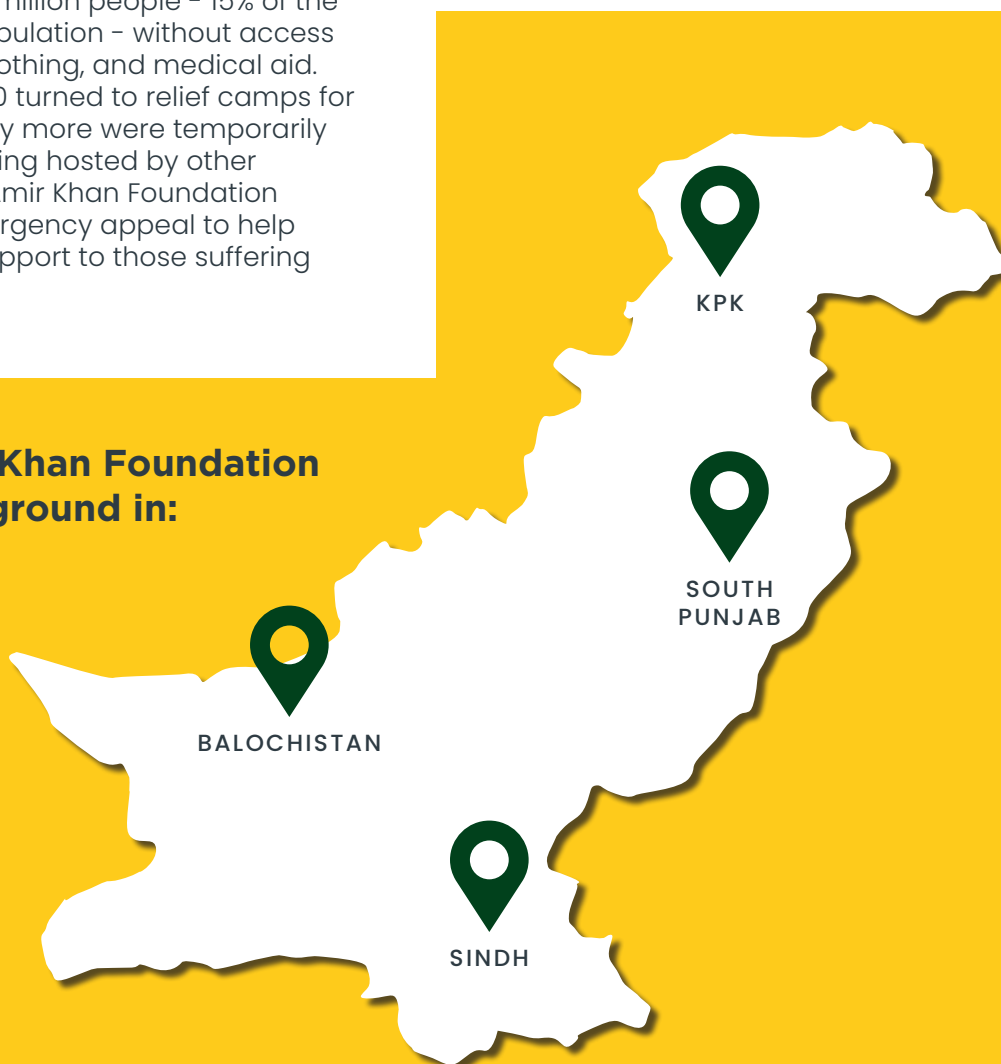 million people - 15% of the
pulation - without access
othing, and medical aid.
0 turned to relief camps for
y more were temporarily
ing hosted by other
mir Khan Foundation
rgency appeal to help
pport to those suffering
Khan Foundation
ground in:
KPK
SOUTH
PUNJAB
BALOCHISTAN
SINDH